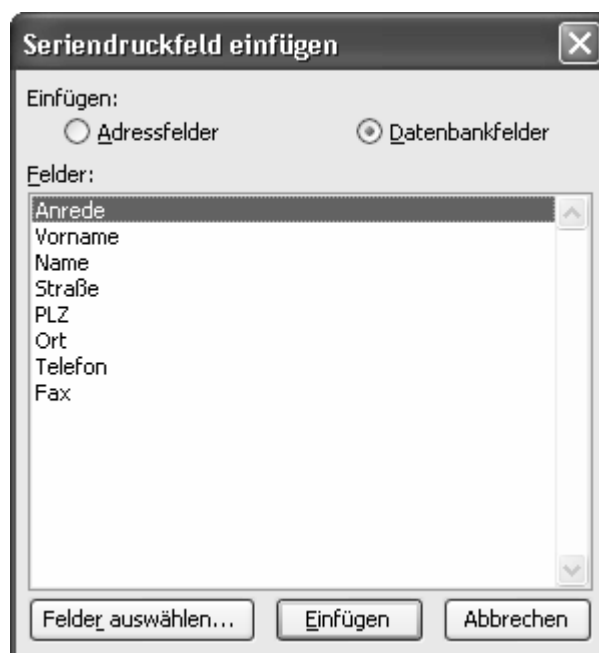 Seriendruckfeld einfügen
Einfügen:
Adressfelder Datenbankfelder
Felder:
Anrede
Vorname
Name
Straße
PLZ
Ort
Telefon
Fax
Felder auswählen... Einfügen Abbrechen